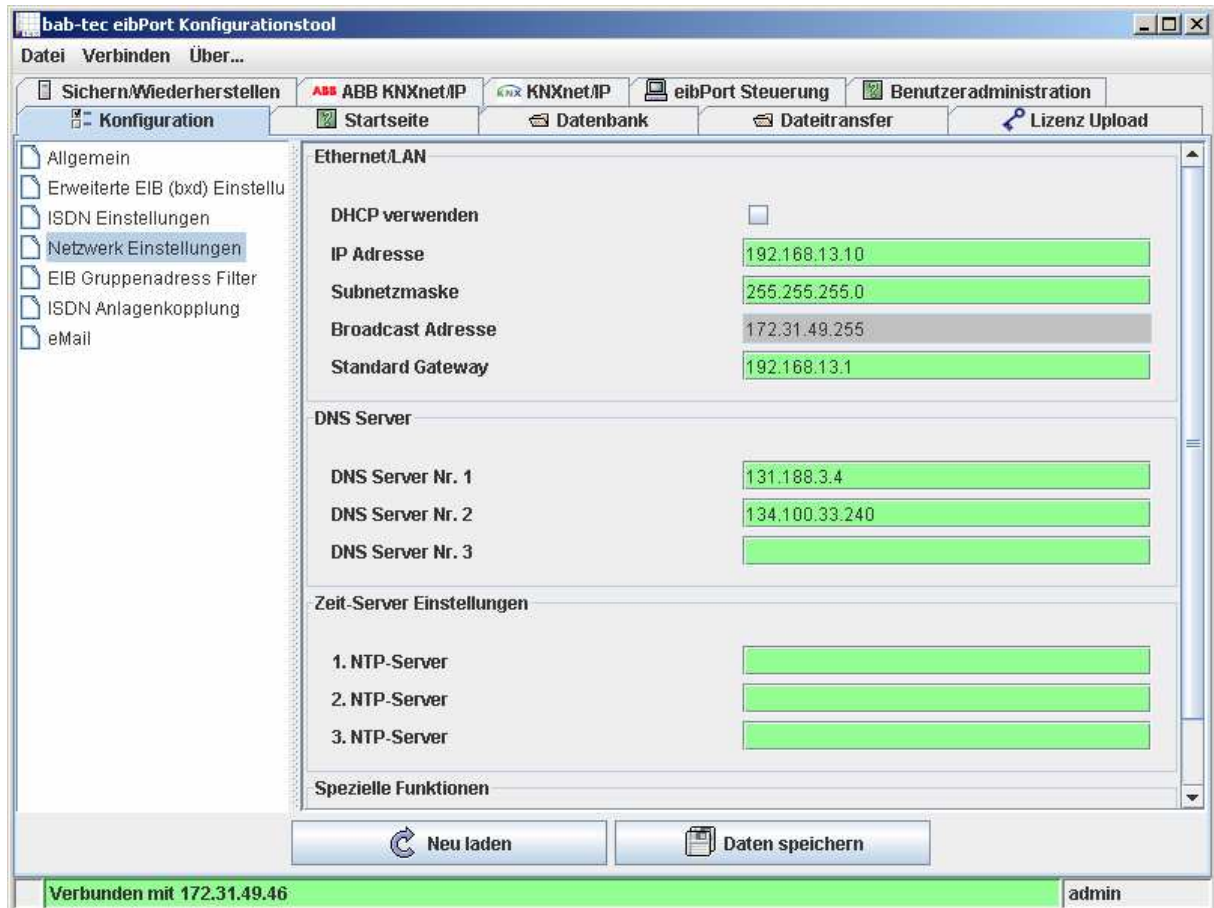 bab-tec eibPort Konfigurationstool
Datei Verbinden Über...
Sichern/Wiederherstellen ABB ABB KNXnet/IP KNX KNXnet/IP eibPort Steuerung Benutzeradministration
Konfiguration Startseite Datenbank Dateitransfer Lizenz Upload
Allgemein
Erweiterte EIB (bxd) Einstellu
ISDN Einstellungen
Netzwerk Einstellungen
EIB Gruppenadress Filter
ISDN Anlagenkopplung
eMail
Ethernet/LAN
DHCP verwenden
IP Adresse 192.168.13.10
Subnetzmaske 255.255.255.0
Broadcast Adresse 172.31.49.255
Standard Gateway 192.168.13.1
DNS Server
DNS Server Nr. 1 131.188.3.4
DNS Server Nr. 2 134.100.33.240
DNS Server Nr. 3
Zeit-Server Einstellungen
1. NTP-Server
2. NTP-Server
3. NTP-Server
Spezielle Funktionen
Neu laden Daten speichern
Verbunden mit 172.31.49.46 admin